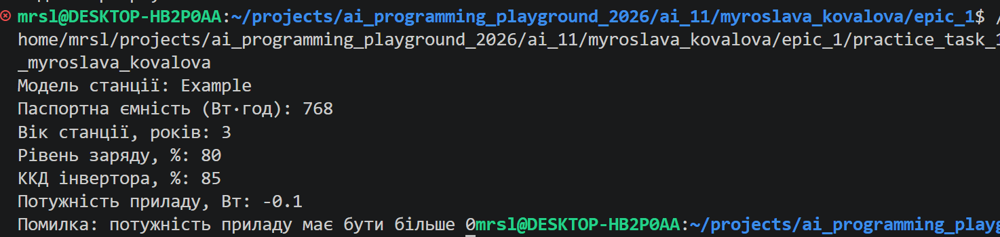 mrsl@DESKTOP-HB2P0AA:~/projects/ai_programming_playground_2026/ai_11/myroslava_kovalova/epic_1$ /
home/mrsl/projects/ai_programming_playground_2026/ai_11/myroslava_kovalova/epic_1/practice_task_1
_myroslava_kovalova
Модель станції: Example
Паспортна ємність (Вт·год): 768
Вік станції, років: 3
Рівень заряду, %: 80
ККД інвертора, %: 85
Потужність приладу, Вт: -0.1
Помилка: потужність приладу має бути більше 0mrsl@DESKTOP-HB2P0AA:~/projects/ai_programming_playg